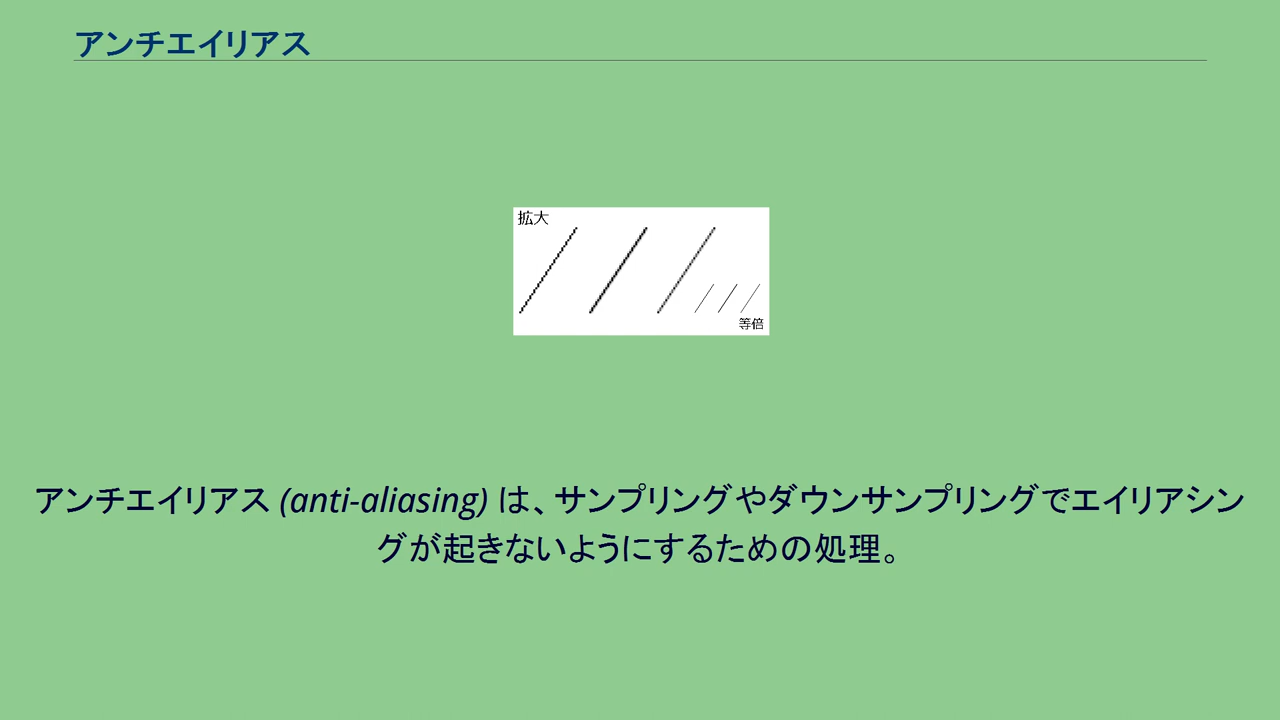 アンチエイリアス
拡大
等倍
アンチエイリアス (anti-aliasing) は、サンプリングやダウンサンプリングでエイリアシン
グが起きないようにするための処理。